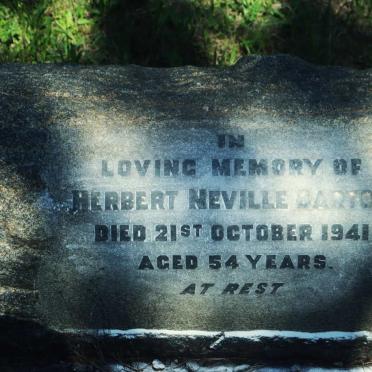 IN
LOVING MEMORY OF
HERBERT NEVILLE
DIED 21ST OCTOBER 1941
AGED 54 YEARS.
AT REST